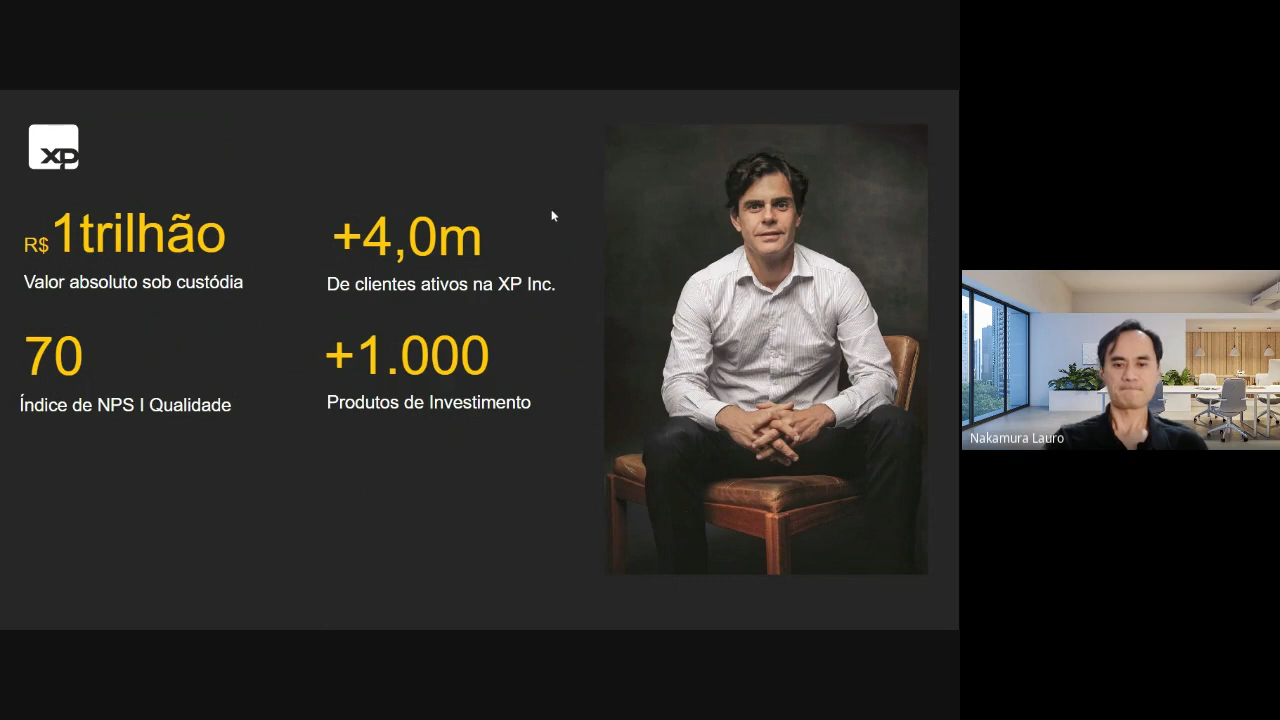 xp
R$ 1trilhão
Valor absoluto sob custódia
+4,0m
De clientes ativos na XP Inc.
70
Índice de NPS I Qualidade
+1.000
Produtos de Investimento
Nakamura Lauro